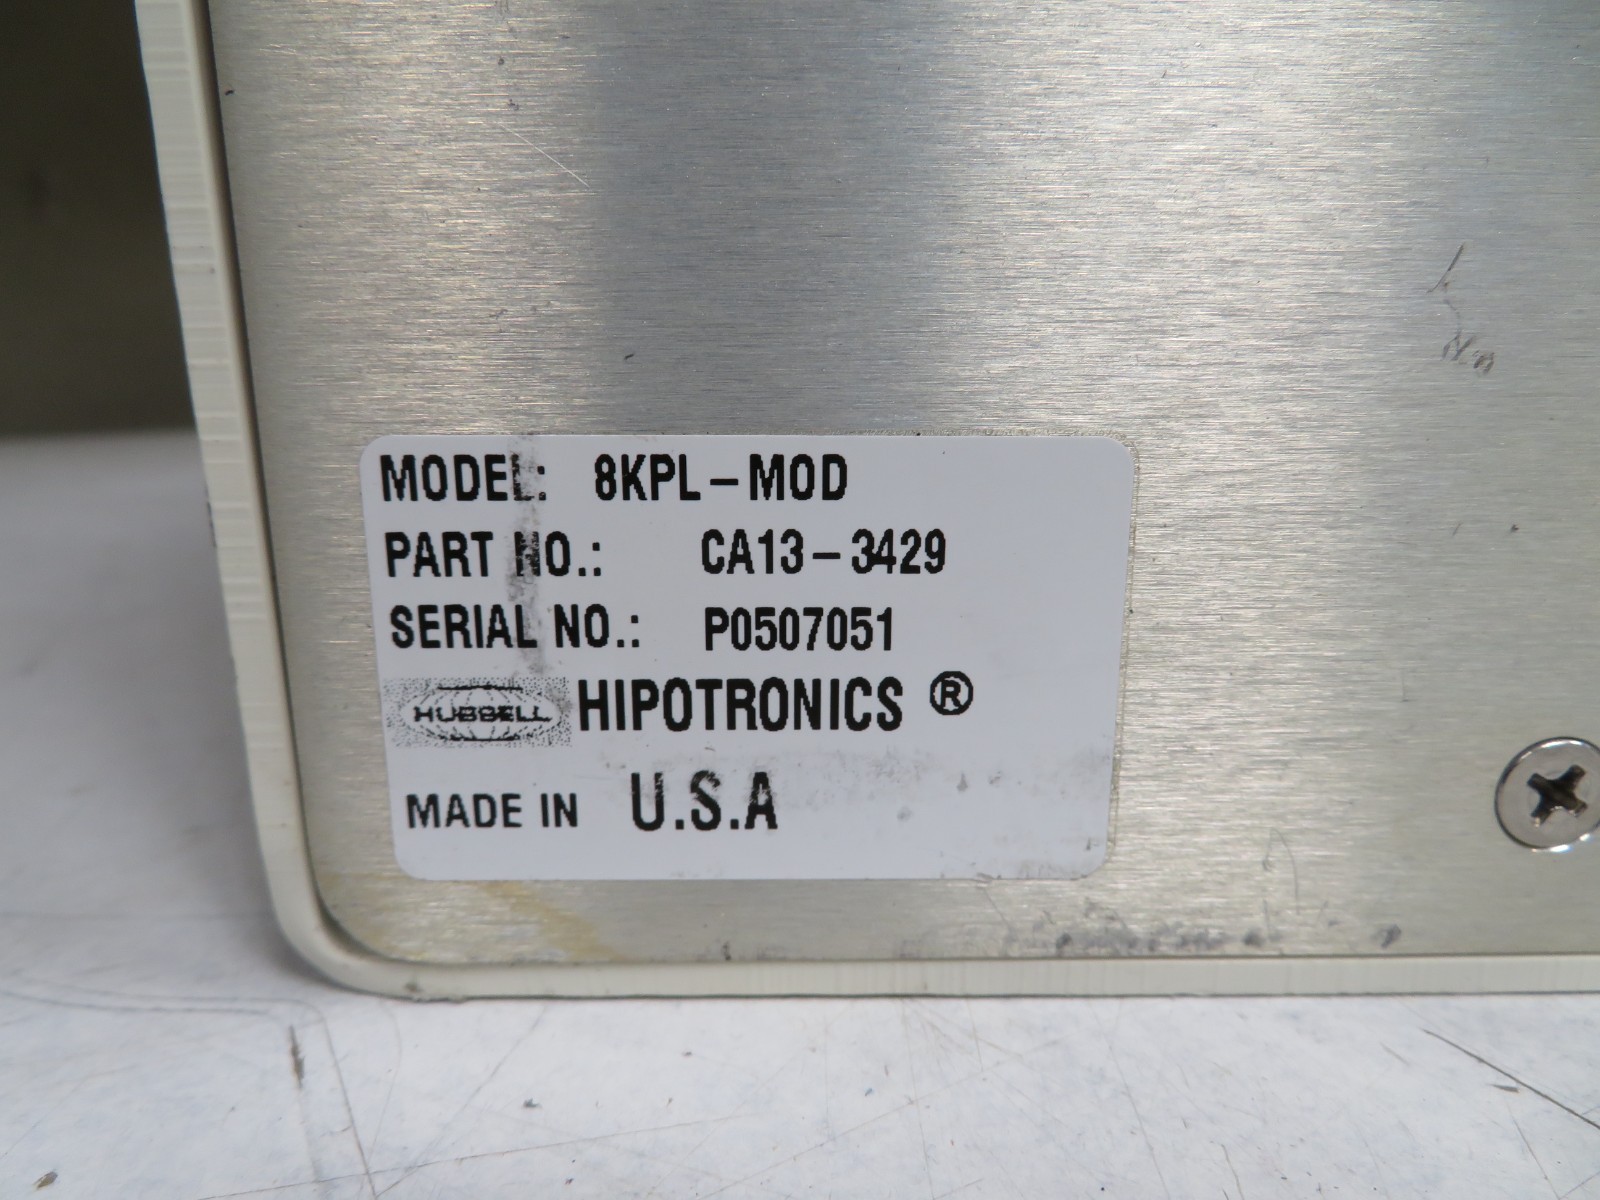 MODEL: 8KPL-MOD
PART NO.: CA13-3429
SERIAL NO.: P0507051
HUBBELL HIPOTRONICS ®
MADE IN U.S.A